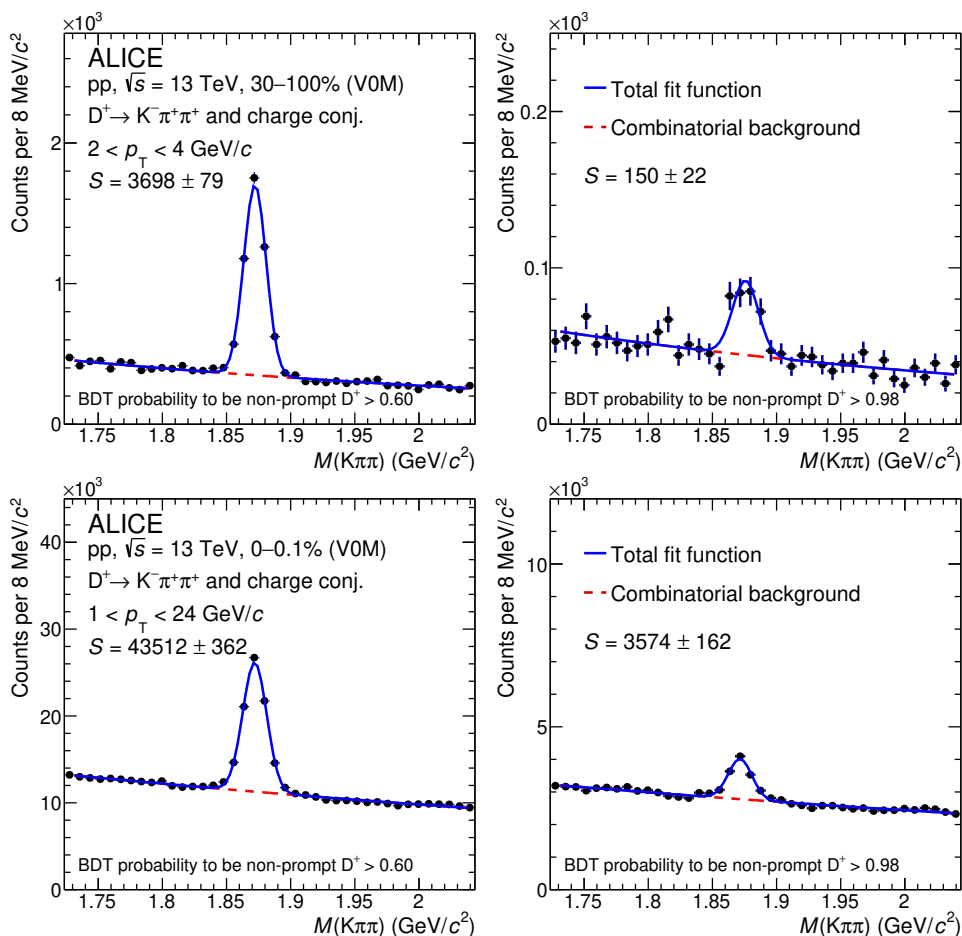 ×10³
Counts per 8 MeV/c²
ALICE
pp, √s = 13 TeV, 30–100% (V0M)
D⁺→ K⁻π⁺π⁺ and charge conj.
2 < p_T < 4 GeV/c
S = 3698 ± 79
2
1
0
BDT probability to be non-prompt D⁺ > 0.60
1.75 1.8 1.85 1.9 1.95 2
M(Kππ) (GeV/c²)
×10³
Counts per 8 MeV/c²
0.2
Total fit function
Combinatorial background
S = 150 ± 22
0.1
0
BDT probability to be non-prompt D⁺ > 0.98
1.75 1.8 1.85 1.9 1.95 2
M(Kππ) (GeV/c²)
×10³
Counts per 8 MeV/c²
ALICE
40
pp, √s = 13 TeV, 0–0.1% (V0M)
D⁺→ K⁻π⁺π⁺ and charge conj.
1 < p_T < 24 GeV/c
30
S = 43512 ± 362
20
10
0
BDT probability to be non-prompt D⁺ > 0.60
1.75 1.8 1.85 1.9 1.95 2
M(Kππ) (GeV/c²)
×10³
Counts per 8 MeV/c²
10
Total fit function
Combinatorial background
S = 3574 ± 162
5
0
BDT probability to be non-prompt D⁺ > 0.98
1.75 1.8 1.85 1.9 1.95 2
M(Kππ) (GeV/c²)